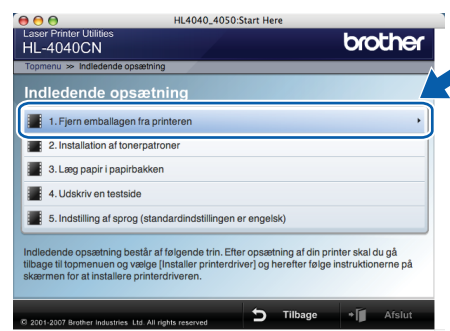 HL4040_4050:Start Here
Laser Printer Utilities
HL-4040CN
brother
Topmenu >> Indledende opsætning
Indledende opsætning
1. Fjern emballagen fra printeren
2. Installation af tonerpatroner
3. Læg papir i papirbakken
4. Udskriv en testside
5. Indstilling af sprog (standardindstillingen er engelsk)
Indledende opsætning består af følgende trin. Efter opsætning af din printer skal du gå
tilbage til topmenuen og vælge [Installer printerdriver] og herefter følge instruktionerne på
skærmen for at installere printerdriveren.
© 2001-2007 Brother Industries Ltd. All rights reserved
Tilbage
Afslut